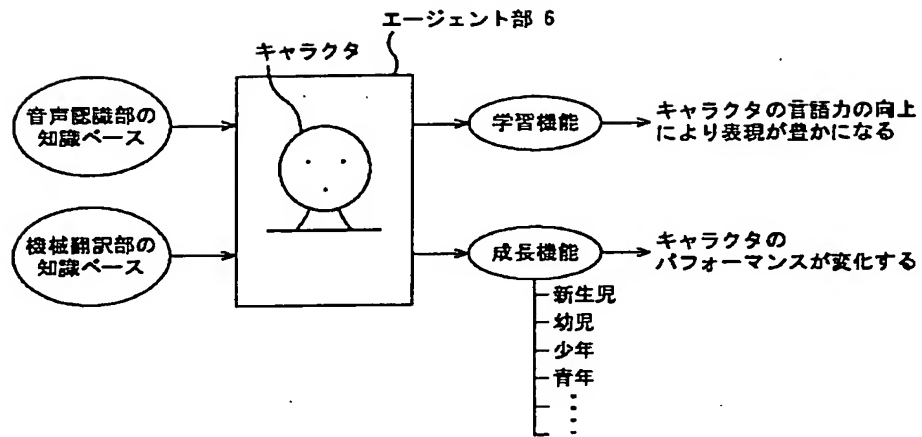 エージェント部 6
キャラクタ
音声認識部の
知識ベース
学習機能
キャラクタの言語力の向上
により表現が豊かになる
機械翻訳部の
知識ベース
成長機能
キャラクタの
パフォーマンスが変化する
新生児
幼児
少年
青年